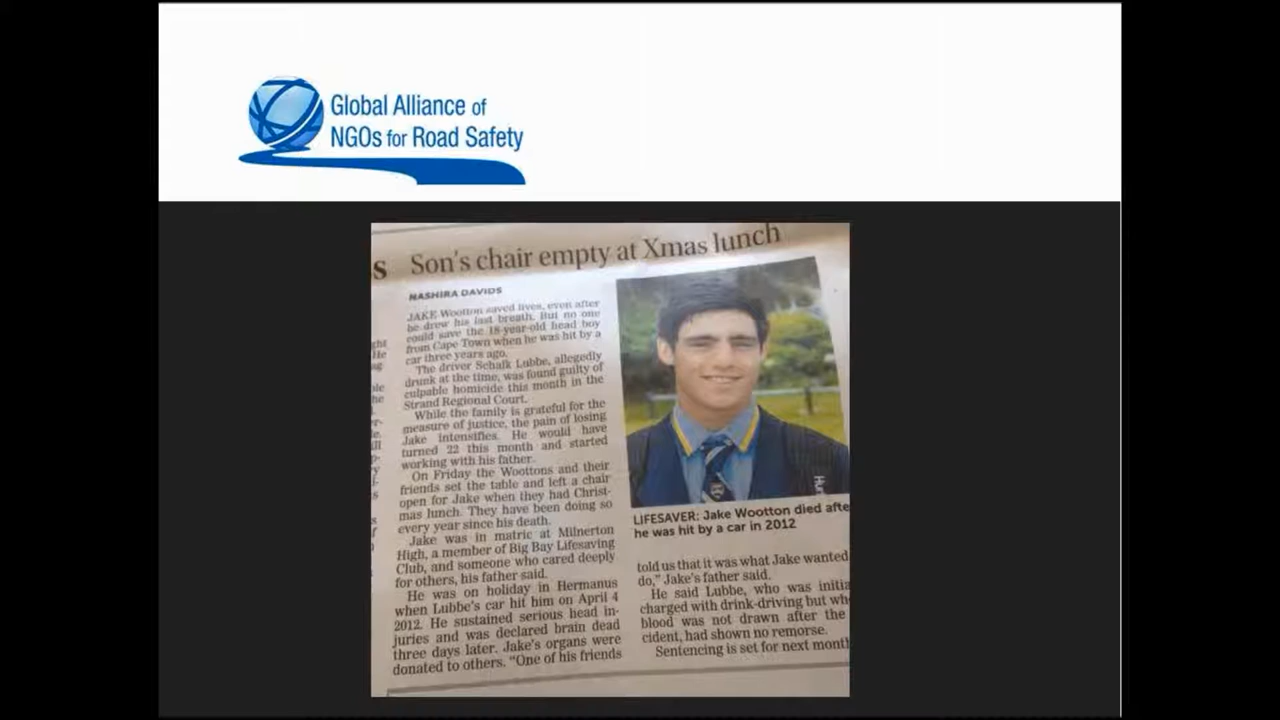 Global Alliance of
NGOs for Road Safety
s Son's chair empty at Xmas lunch
NASHIRA DAVIDS
JAKE Wootton saved lives, even after
he drew his last breath. But no one
could save the 18-year-old head boy
from Cape Town when he was hit by a
car three years ago.
The driver Schalk Lubbe, allegedly
drunk at the time, was found guilty of
culpable homicide this month in the
Strand Regional Court.
While the family is grateful for the
measure of justice, the pain of losing
Jake intensifies. He would have
turned 22 this month and started
working with his father.
On Friday the Woottons and their
friends set the table and left a chair
open for Jake when they had Christ-
mas lunch. They have been doing so
every year since his death.
Jake was in matric at Milnerton
High, a member of Big Bay Lifesaving
Club, and someone who cared deeply
for others, his father said.
He was on holiday in Hermanus
when Lubbe's car hit him on April 4
2012. He sustained serious head in-
juries and was declared brain dead
three days later. Jake's organs were
donated to others. "One of his friends
LIFESAVER: Jake Wootton died afte
he was hit by a car in 2012
told us that it was what Jake wanted
do," Jake's father said.
He said Lubbe, who was initia
charged with drink-driving but wh
blood was not drawn after the
cident, had shown no remorse.
Sentencing is set for next month